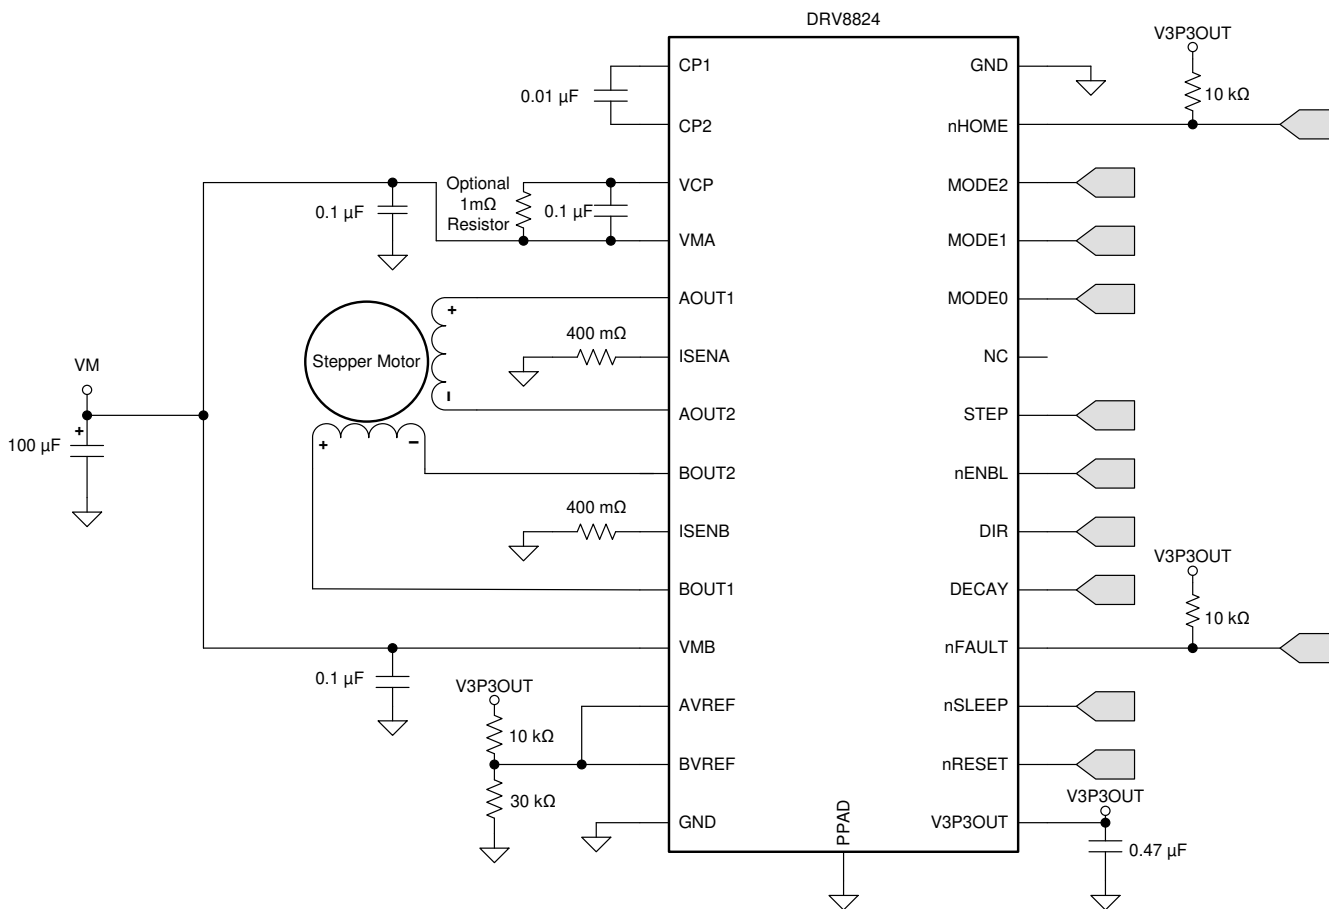 DRV8824
V3P3OUT
10 kΩ
CP1
GND
0.01 µF
CP2
nHOME
Optional
1mΩ
Resistor
0.1 µF
0.1 µF
VCP
MODE2
VMA
MODE1
AOUT1
MODE0
+
Stepper Motor
–
400 mΩ
ISENA
NC
VM
AOUT2
STEP
+
100 µF
+
–
BOUT2
nENBL
400 mΩ
ISENB
DIR
V3P3OUT
10 kΩ
BOUT1
DECAY
VMB
nFAULT
0.1 µF
V3P3OUT
AVREF
nSLEEP
10 kΩ
BVREF
nRESET
30 kΩ
V3P3OUT
GND
PPAD
V3P3OUT
0.47 µF